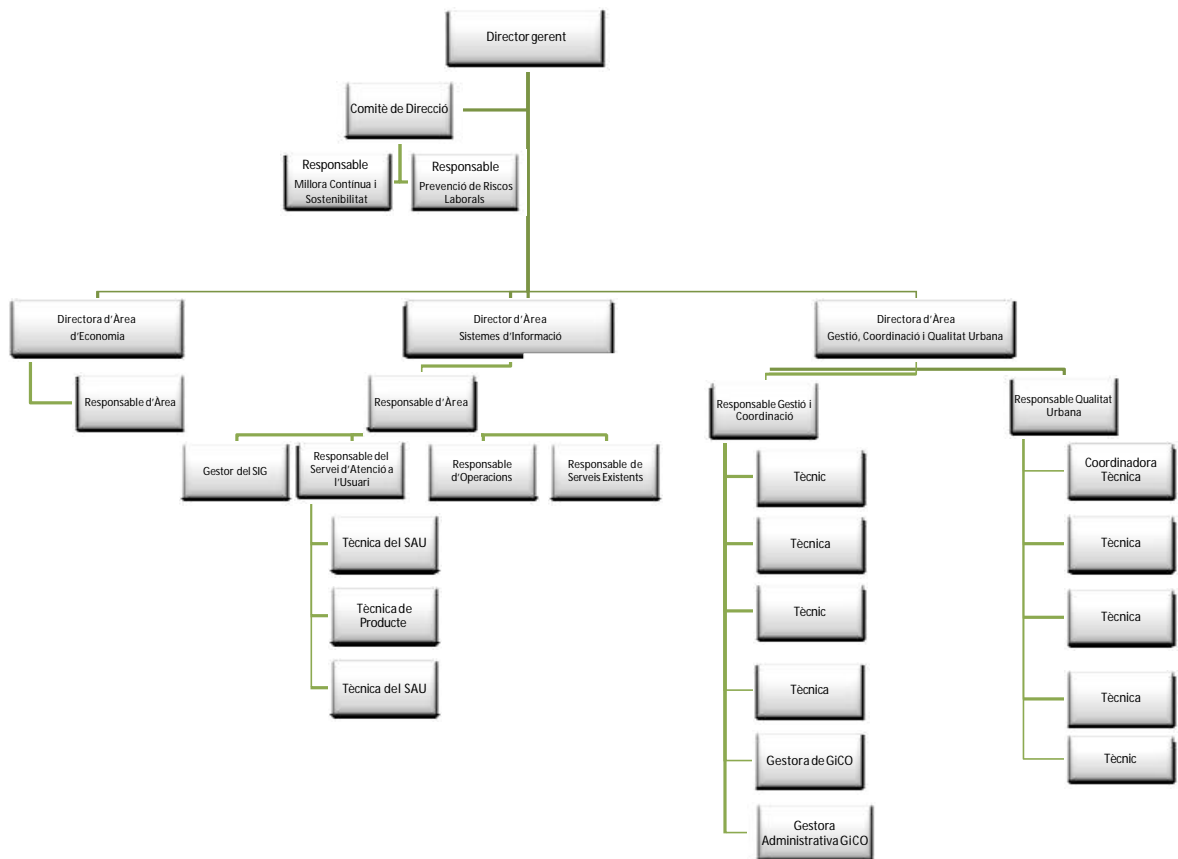 Director gerent
Comitè de Direcció
Responsable
Millora Contínua i
Sostenibilitat
Responsable
Prevenció de Riscos
Laborals
Directora d'Àrea
d'Economia
Director d'Àrea
Sistemes d'Informació
Directora d'Àrea
Gestió, Coordinació i Qualitat Urbana
Responsable d'Àrea
Responsable d'Àrea
Responsable Gestió i
Coordinació
Responsable Qualitat
Urbana
Gestor del SIG
Responsable del
Servei d'Atenció a
l'Usuari
Responsable
d'Operacions
Responsable de
Serveis Existents
Tècnica del SAU
Tècnica de
Producte
Tècnica del SAU
Tècnic
Tècnica
Tècnic
Tècnica
Gestora de GiCO
Gestora
Administrativa GiCO
Coordinadora
Tècnica
Tècnica
Tècnica
Tècnica
Tècnic